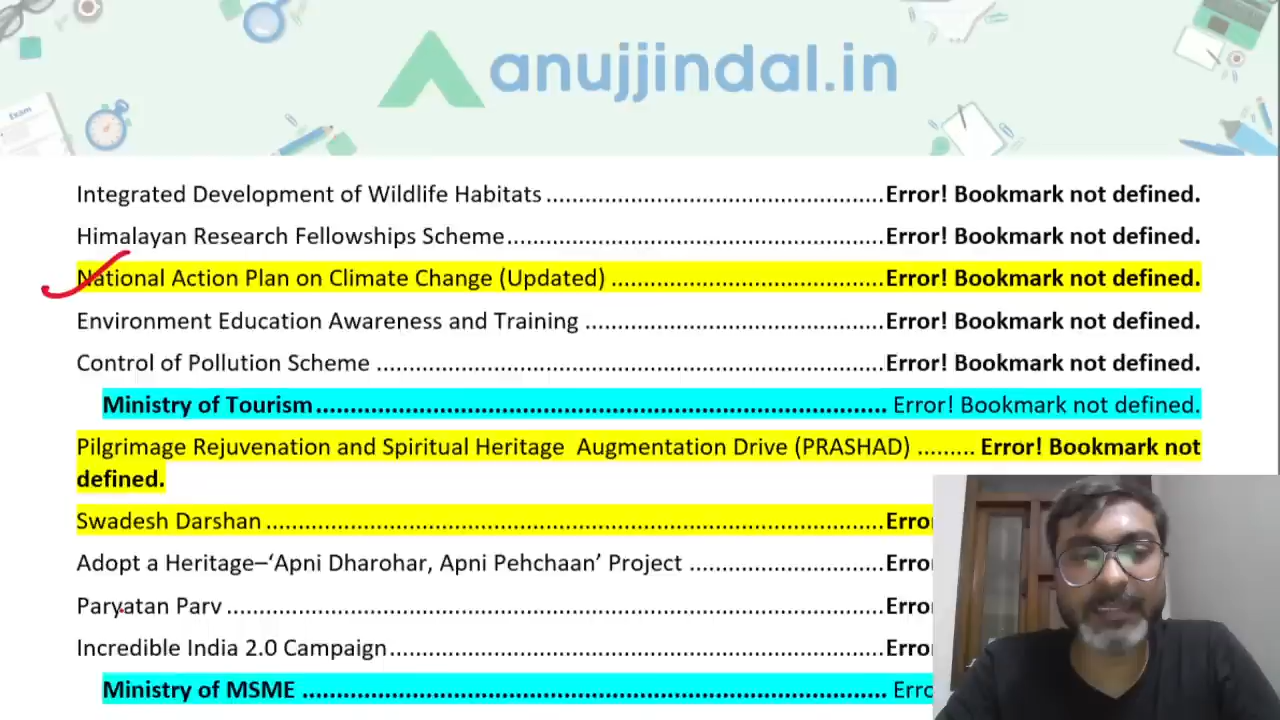 Exam
anujjindal.in
Integrated Development of Wildlife Habitats ........................................................Error! Bookmark not defined.
Himalayan Research Fellowships Scheme..............................................................Error! Bookmark not defined.
National Action Plan on Climate Change (Updated) .............................................Error! Bookmark not defined.
Environment Education Awareness and Training .................................................Error! Bookmark not defined.
Control of Pollution Scheme ..................................................................................Error! Bookmark not defined.
Ministry of Tourism............................................................................................ Error! Bookmark not defined.
Pilgrimage Rejuvenation and Spiritual Heritage  Augmentation Drive (PRASHAD) ......... Error! Bookmark not
defined.
Swadesh Darshan ....................................................................................................Erro
Adopt a Heritage–‘Apni Dharohar, Apni Pehchaan’ Project ................................Erro
Paryatan Parv ..........................................................................................................Erro
Incredible India 2.0 Campaign................................................................................Erro
Ministry of MSME .............................................................................................. Erro